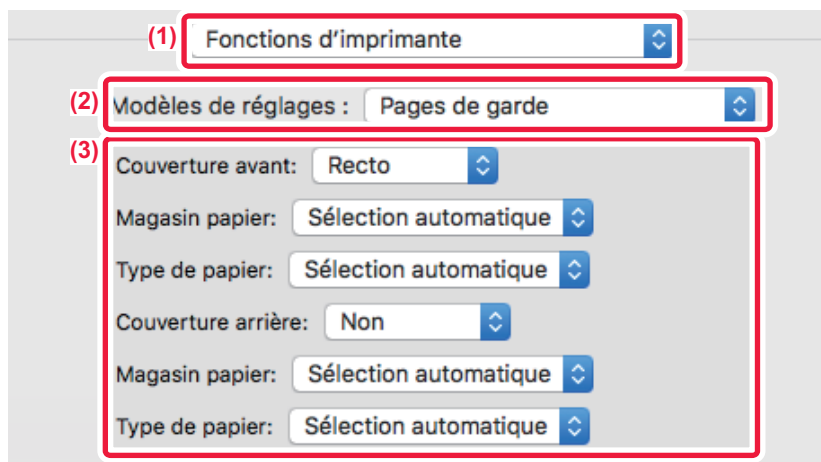 (1) Fonctions d'imprimante
(2) Modèles de réglages : Pages de garde
(3)
Couverture avant: Recto
Magasin papier: Sélection automatique
Type de papier: Sélection automatique
Couverture arrière: Non
Magasin papier: Sélection automatique
Type de papier: Sélection automatique